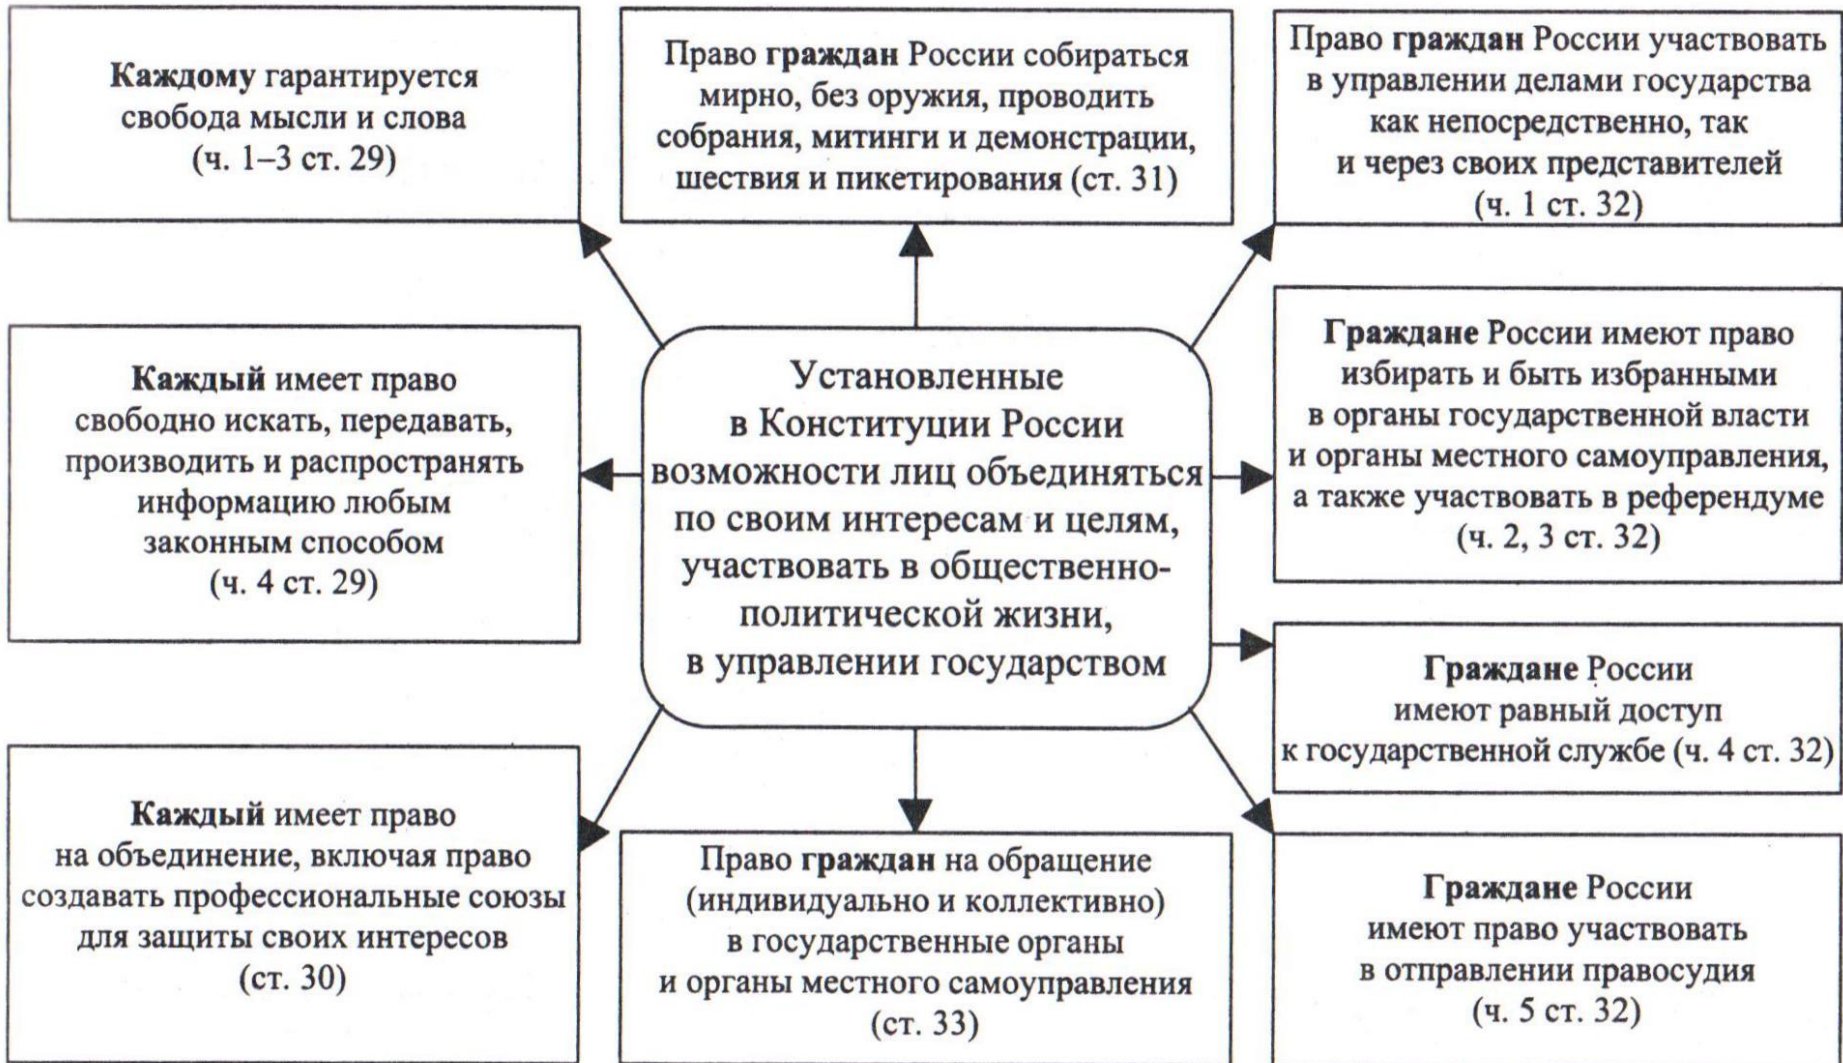 Каждому гарантируется
свобода мысли и слова
(ч. 1–3 ст. 29)
Право граждан России собираться
мирно, без оружия, проводить
собрания, митинги и демонстрации,
шествия и пикетирования (ст. 31)
Право граждан России участвовать
в управлении делами государства
как непосредственно, так
и через своих представителей
(ч. 1 ст. 32)
Каждый имеет право
свободно искать, передавать,
производить и распространять
информацию любым
законным способом
(ч. 4 ст. 29)
Установленные
в Конституции России
возможности лиц объединяться
по своим интересам и целям,
участвовать в общественно-
политической жизни,
в управлении государством
Граждане России имеют право
избирать и быть избранными
в органы государственной власти
и органы местного самоуправления,
а также участвовать в референдуме
(ч. 2, 3 ст. 32)
Граждане России
имеют равный доступ
к государственной службе (ч. 4 ст. 32)
Каждый имеет право
на объединение, включая право
создавать профессиональные союзы
для защиты своих интересов
(ст. 30)
Право граждан на обращение
(индивидуально и коллективно)
в государственные органы
и органы местного самоуправления
(ст. 33)
Граждане России
имеют право участвовать
в отправлении правосудия
(ч. 5 ст. 32)